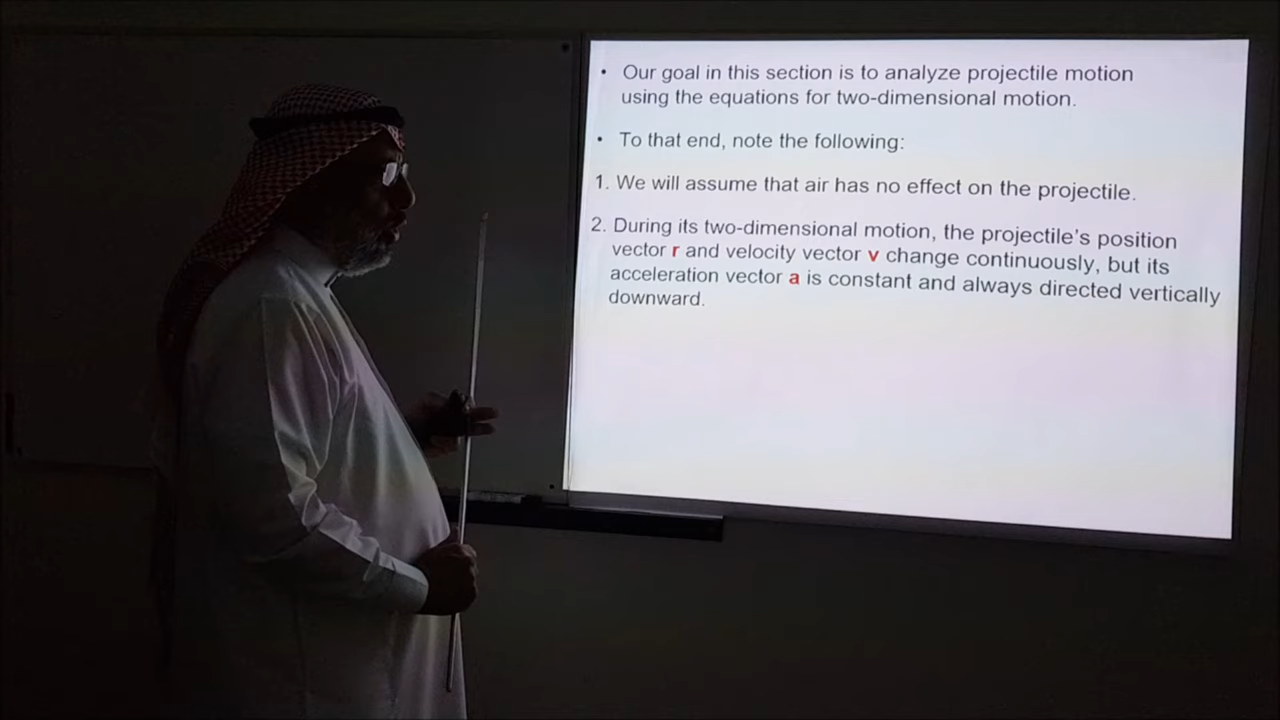 • Our goal in this section is to analyze projectile motion
using the equations for two-dimensional motion.
• To that end, note the following:
1. We will assume that air has no effect on the projectile.
2. During its two-dimensional motion, the projectile's position
vector r and velocity vector v change continuously, but its
acceleration vector a is constant and always directed vertically
downward.